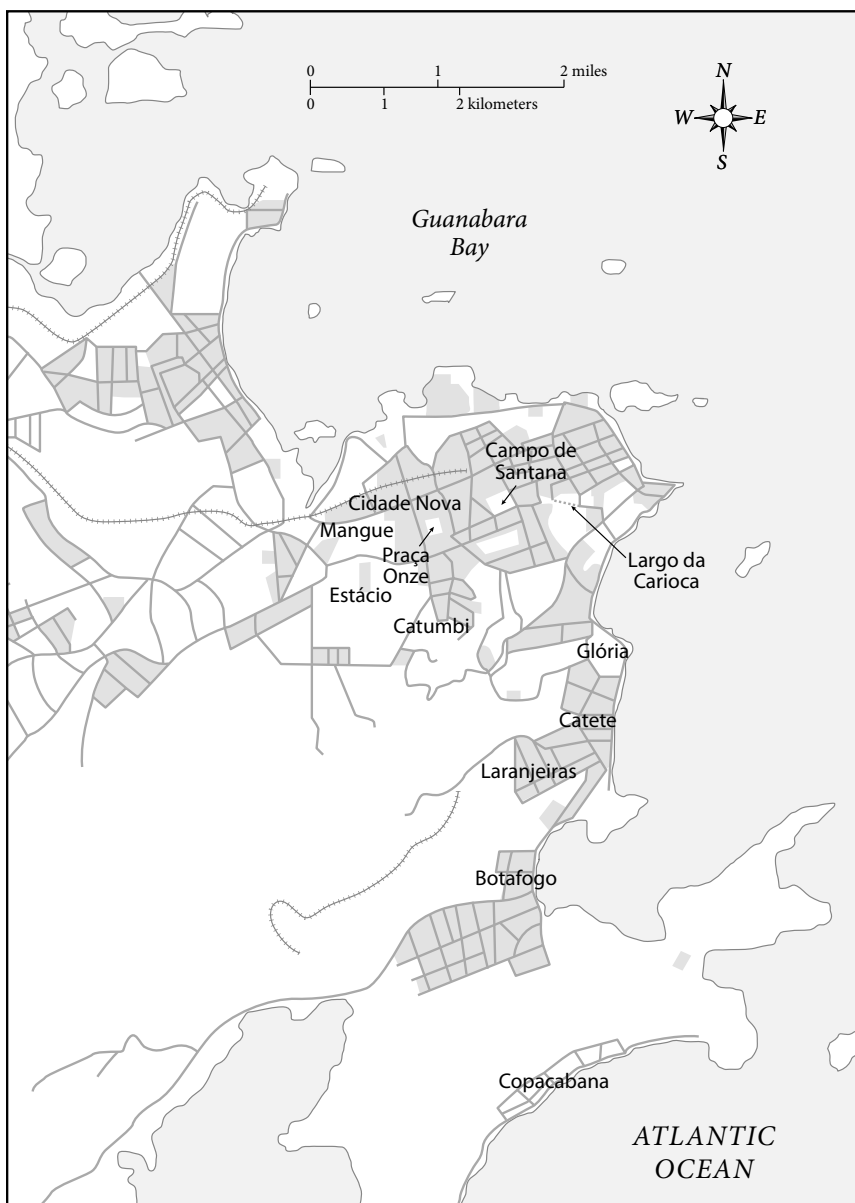 0 1 2 miles
0 1 2 kilometers
N
W E
S
Guanabara
Bay
Campo de
Santana
Cidade Nova
Mangue
Praça
Onze
Largo da
Carioca
Estácio
Catumbi
Glória
Catete
Laranjeiras
Botafogo
Copacabana
ATLANTIC
OCEAN